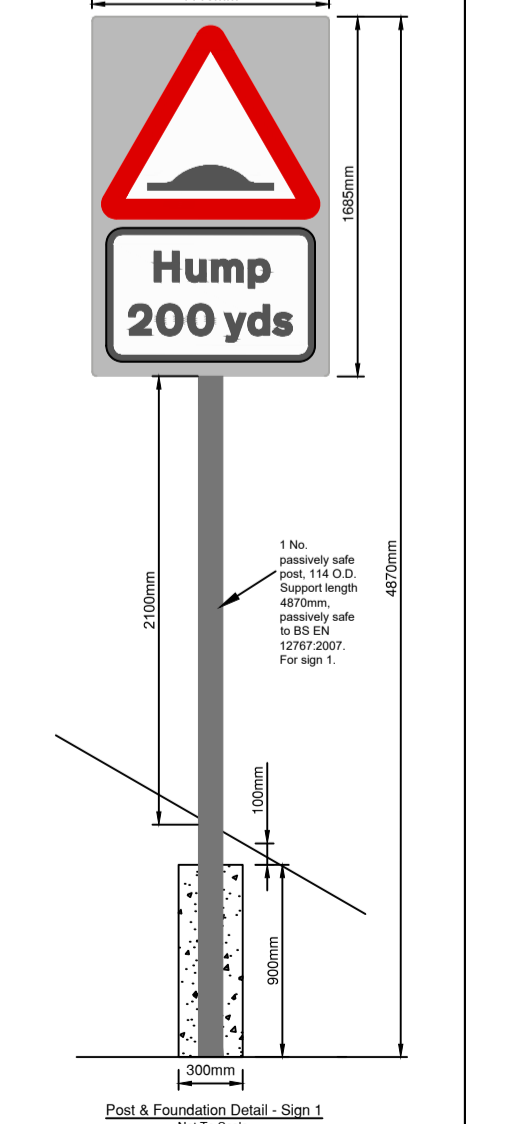 1685mm
Hump
200 yds
1 No.
passively safe
post, 114 O.D.
Support length
4870mm,
passively safe
to BS EN
12767:2007.
For sign 1.
4870mm
2100mm
100mm
900mm
300mm
Post & Foundation Detail - Sign 1